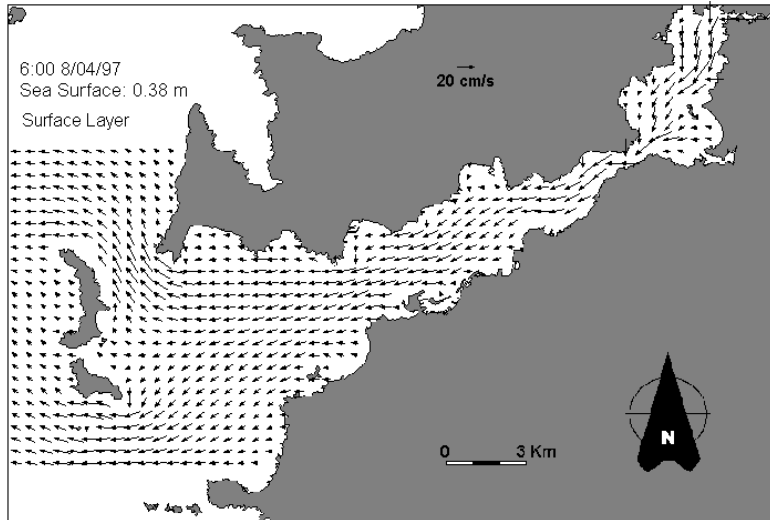 6:00 8/04/97
Sea Surface: 0.38 m
Surface Layer
20 cm/s
N
0 3 Km